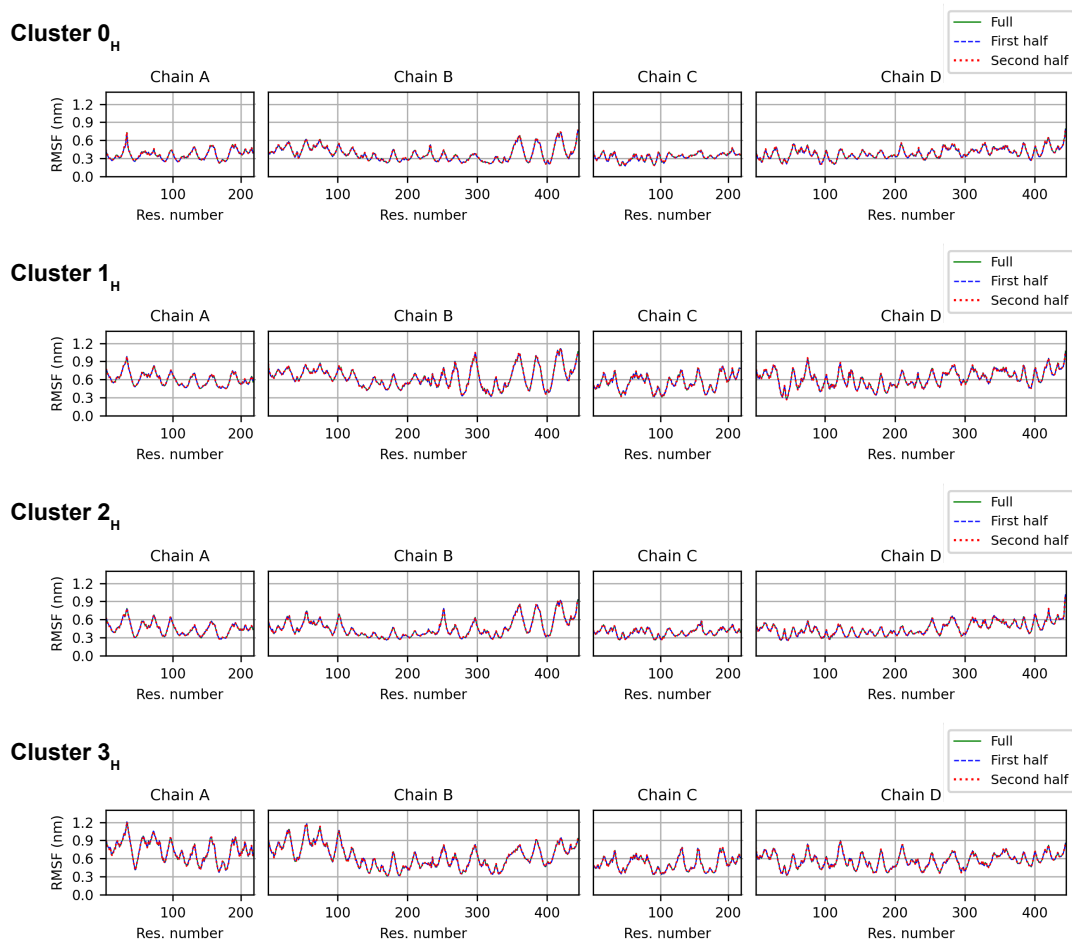 Cluster 0H
Full
First half
Second half
Chain A Chain B Chain C Chain D
RMSF (nm)
1.2
0.9
0.6
0.3
0.0
100 200 100 200 300 400 100 200 100 200 300 400
Res. number Res. number Res. number Res. number
Cluster 1H
Full
First half
Second half
Chain A Chain B Chain C Chain D
RMSF (nm)
1.2
0.9
0.6
0.3
0.0
100 200 100 200 300 400 100 200 100 200 300 400
Res. number Res. number Res. number Res. number
Cluster 2H
Full
First half
Second half
Chain A Chain B Chain C Chain D
RMSF (nm)
1.2
0.9
0.6
0.3
0.0
100 200 100 200 300 400 100 200 100 200 300 400
Res. number Res. number Res. number Res. number
Cluster 3H
Full
First half
Second half
Chain A Chain B Chain C Chain D
RMSF (nm)
1.2
0.9
0.6
0.3
0.0
100 200 100 200 300 400 100 200 100 200 300 400
Res. number Res. number Res. number Res. number